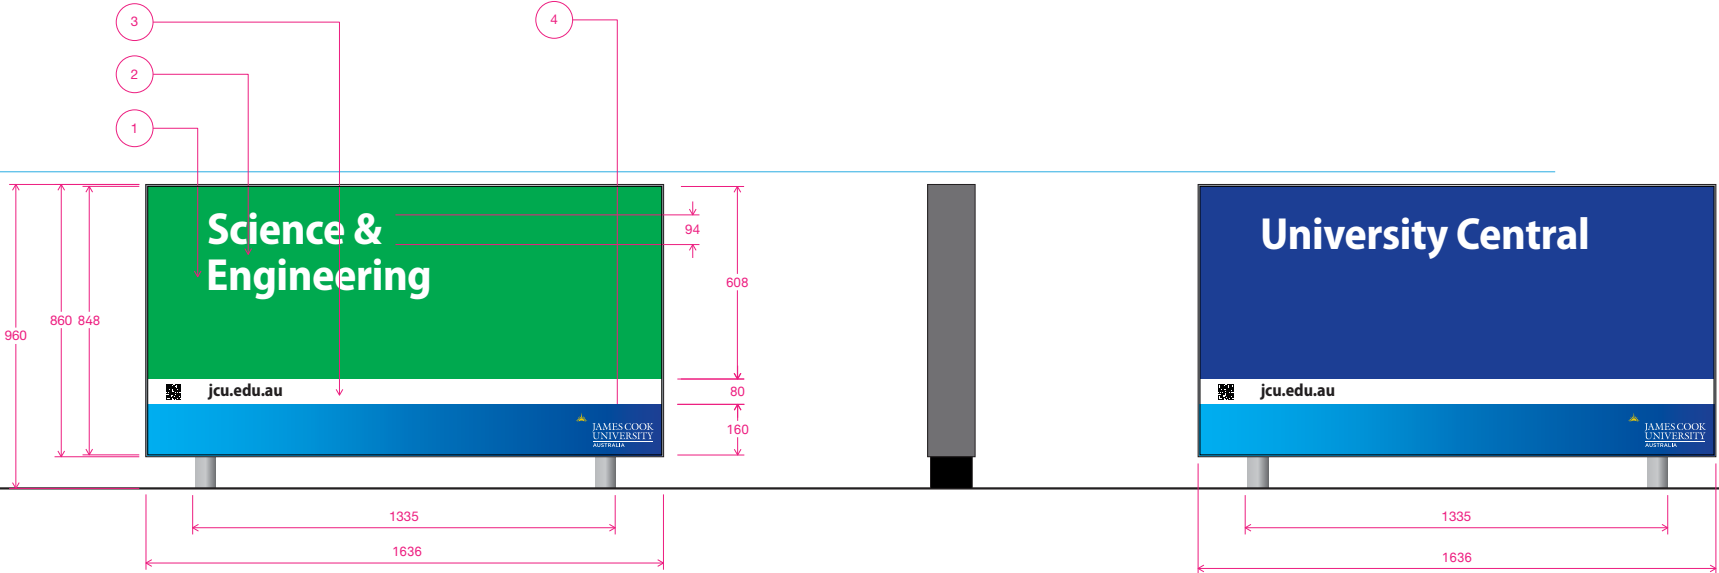 3
4
2
1
Science &
Engineering
jcu.edu.au
JAMES COOK
UNIVERSITY
AUSTRALIA
960
860
848
94
608
80
160
1335
1636
University Central
jcu.edu.au
JAMES COOK
UNIVERSITY
AUSTRALIA
1335
1636